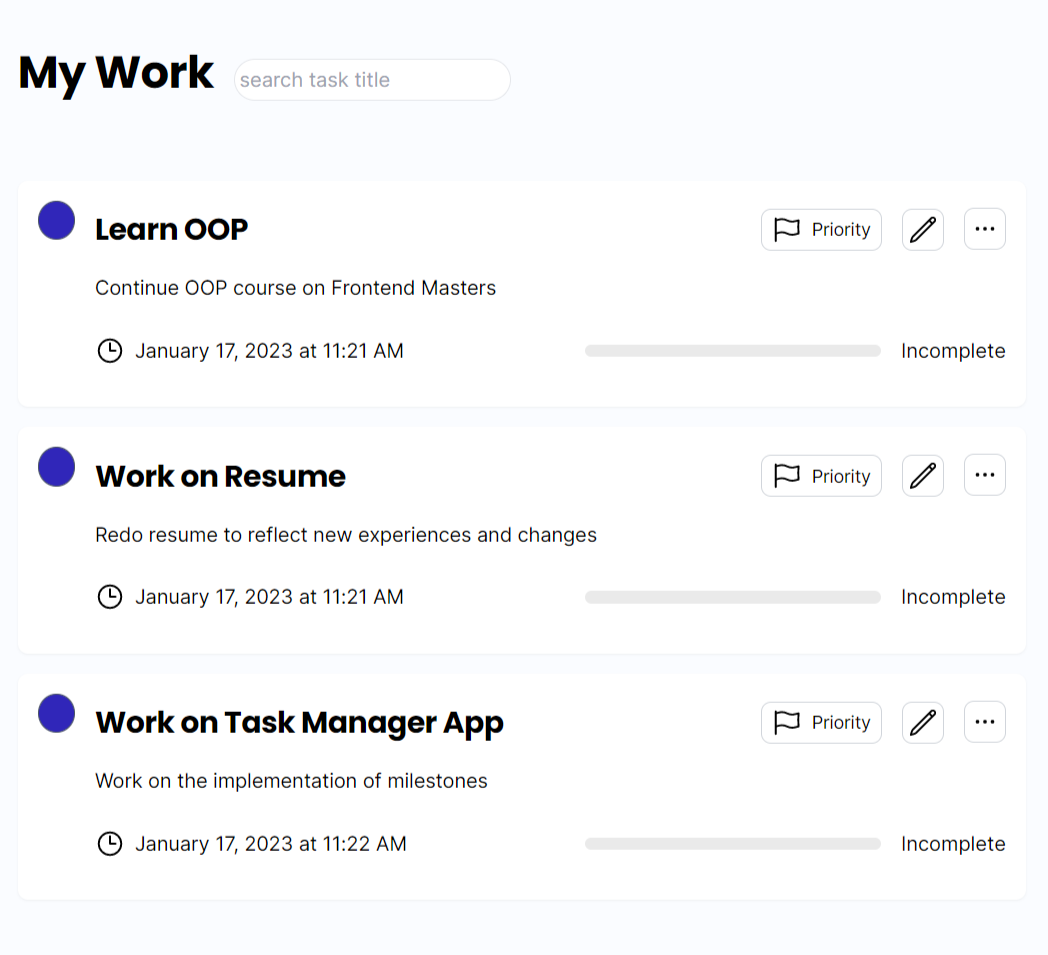 My Work
search task title
Learn OOP
Priority
Continue OOP course on Frontend Masters
January 17, 2023 at 11:21 AM
Incomplete
Work on Resume
Priority
Redo resume to reflect new experiences and changes
January 17, 2023 at 11:21 AM
Incomplete
Work on Task Manager App
Priority
Work on the implementation of milestones
January 17, 2023 at 11:22 AM
Incomplete